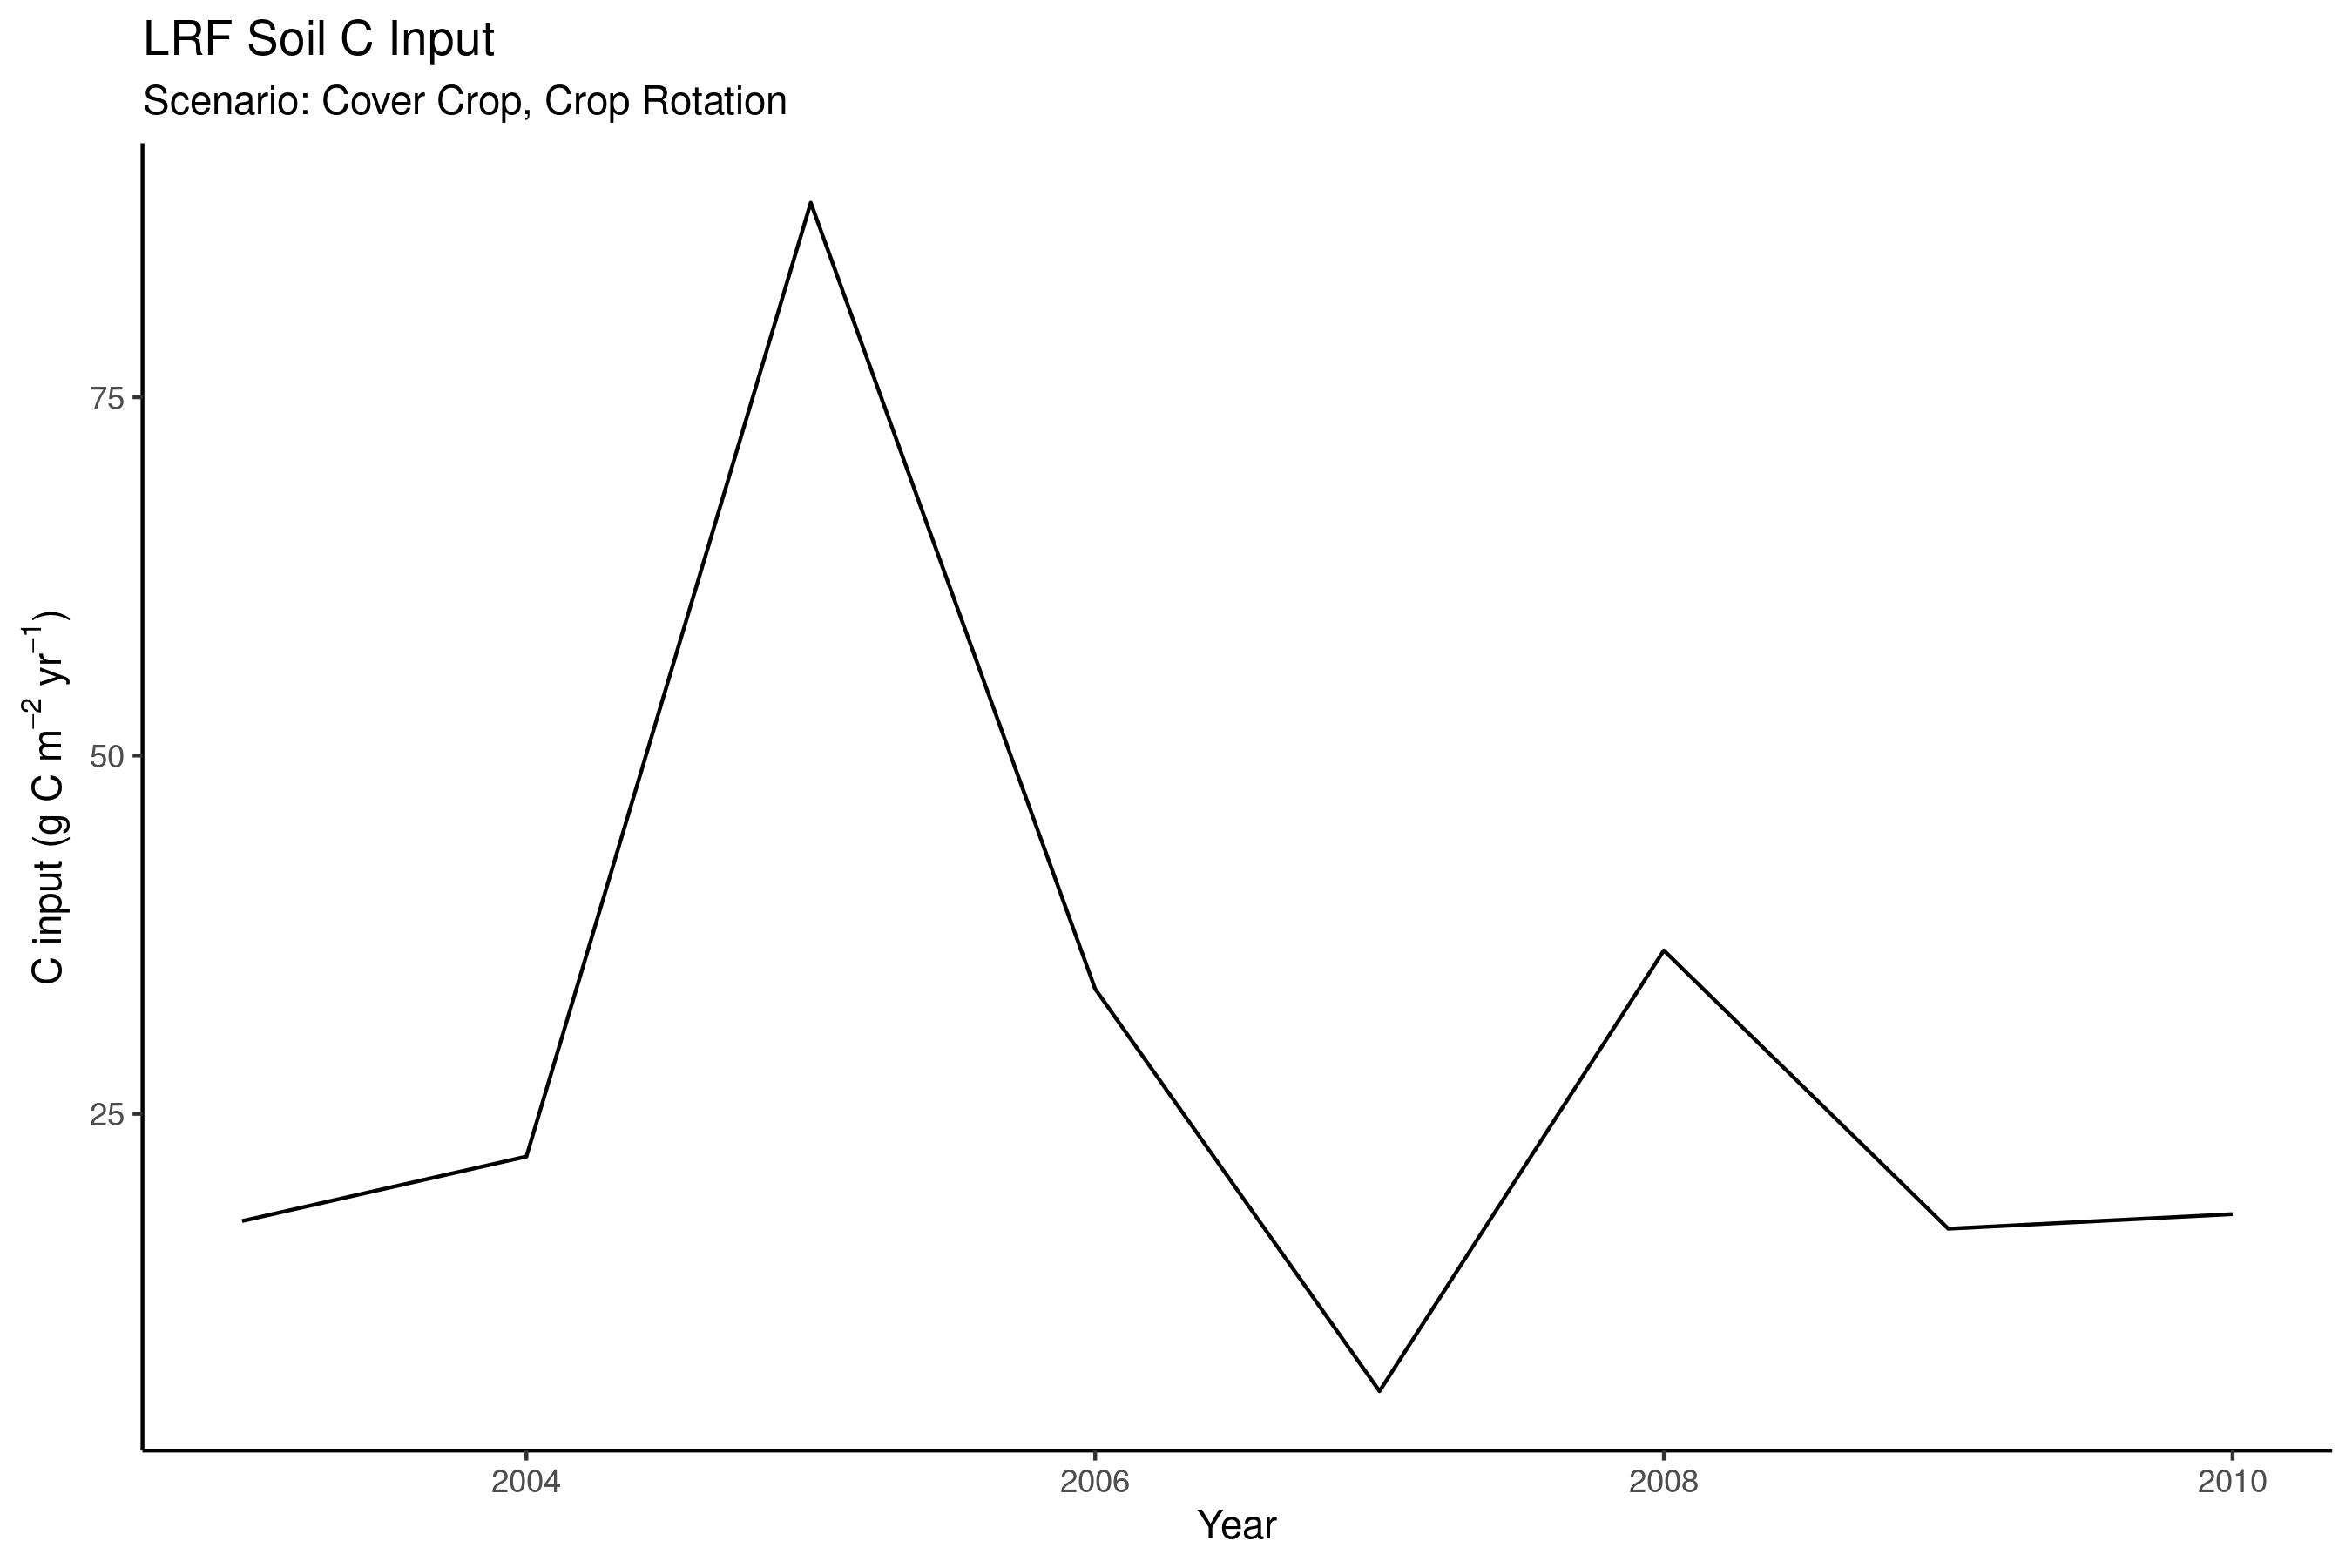 LRF Soil C Input
Scenario: Cover Crop, Crop Rotation
C input (g C m⁻² yr⁻¹)
75
50
25
2004 2006 2008 2010
Year